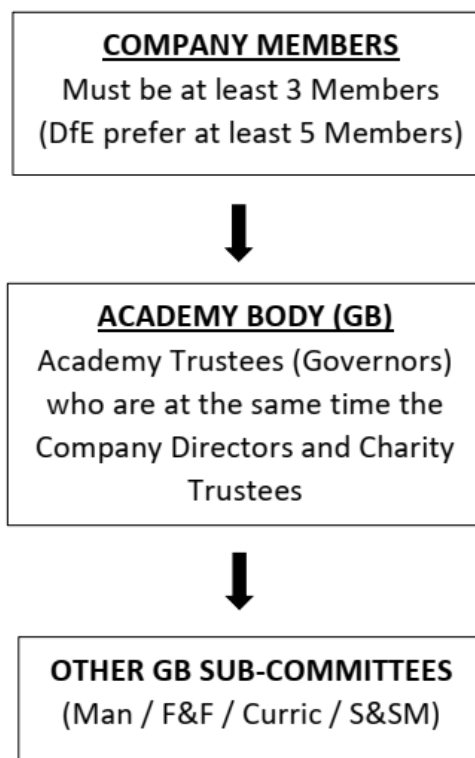 COMPANY MEMBERS
Must be at least 3 Members
(DfE prefer at least 5 Members)
ACADEMY BODY (GB)
Academy Trustees (Governors)
who are at the same time the
Company Directors and Charity
Trustees
OTHER GB SUB-COMMITTEES
(Man / F&F / Curric / S&SM)